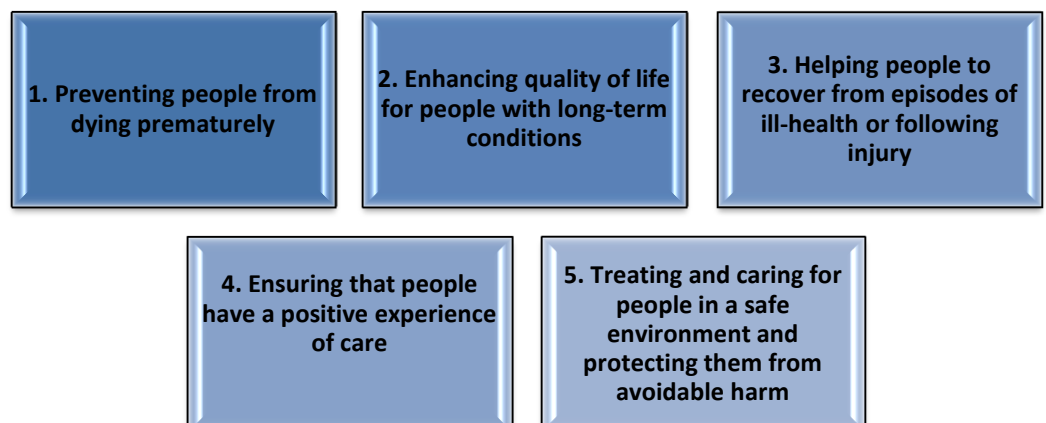 1. Preventing people from
dying prematurely
2. Enhancing quality of life
for people with long-term
conditions
3. Helping people to
recover from episodes of
ill-health or following
injury
4. Ensuring that people
have a positive experience
of care
5. Treating and caring for
people in a safe
environment and
protecting them from
avoidable harm